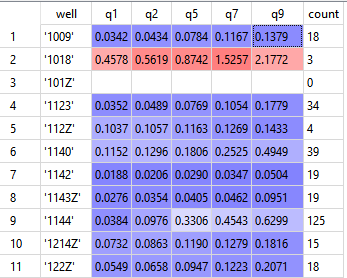 well q1 q2 q5 q7 q9 count
1 '1009' 0.0342 0.0434 0.0784 0.1167 0.1379 18
2 '1018' 0.4578 0.5619 0.8742 1.5257 2.1772 3
3 '101Z' 0
4 '1123' 0.0352 0.0489 0.0769 0.1054 0.1779 34
5 '112Z' 0.1037 0.1057 0.1163 0.1269 0.1433 4
6 '1140' 0.1152 0.1296 0.1806 0.2525 0.4949 39
7 '1142' 0.0188 0.0206 0.0290 0.0347 0.0504 19
8 '1143Z' 0.0276 0.0354 0.0405 0.0462 0.0951 19
9 '1144' 0.0384 0.0976 0.3306 0.4543 0.6299 125
10 '1214Z' 0.0732 0.0863 0.1190 0.1279 0.1816 15
11 '122Z' 0.0549 0.0658 0.0947 0.1223 0.2071 18